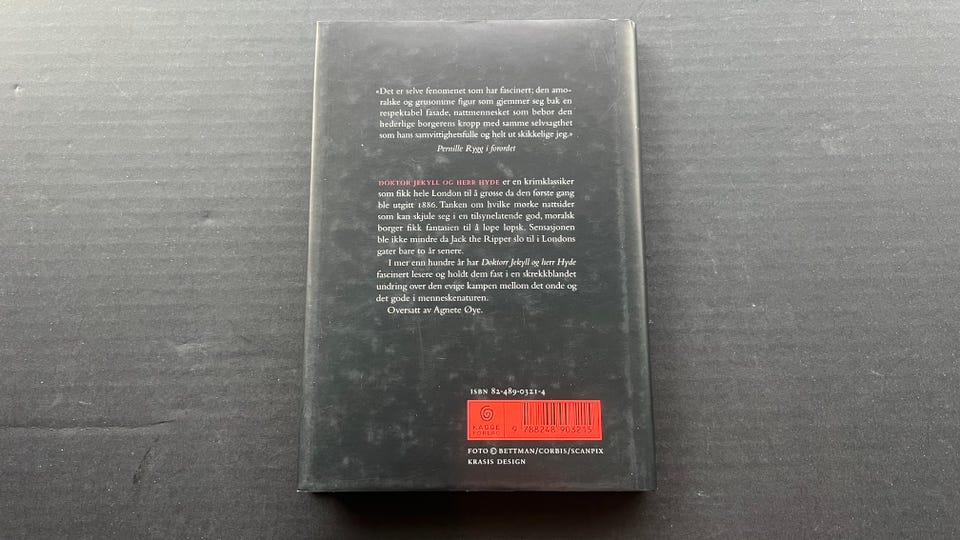 «Det er selve fenomenet som har fascinert; den amo-
ralske og grusomme figur som gjemmer seg bak en
respektabel fasade, nattmennesket som bebor den
hederlige borgerens kropp med samme selvsagthet
som hans samvittighetsfulle og helt ut skikkelige jeg.»
Pernille Rygg i forordet
DOKTOR JEKYLL OG HERR HYDE er en krimklassiker
som fikk hele London til å grøsse da den første gang
ble utgitt 1886. Tanken om hvilke mørke nattsider
som kan skjule seg i en tilsynelatende god, moralsk
borger fikk fantasien til å løpe løpsk. Sensasjonen
ble ikke mindre da Jack the Ripper slo til i Londons
gater bare to år senere.
I mer enn hundre år har Doktorr Jekyll og herr Hyde
fascinert lesere og holdt dem fast i en skrekkblandet
undring over den evige kampen mellom det onde og
det gode i menneskenaturen.
Oversatt av Agnete Øye.
ISBN 82-489-0321-4
KAGGE
FORLAG
9 788248 903215
FOTO © BETTMAN/CORBIS/SCANPIX
KRASIS DESIGN